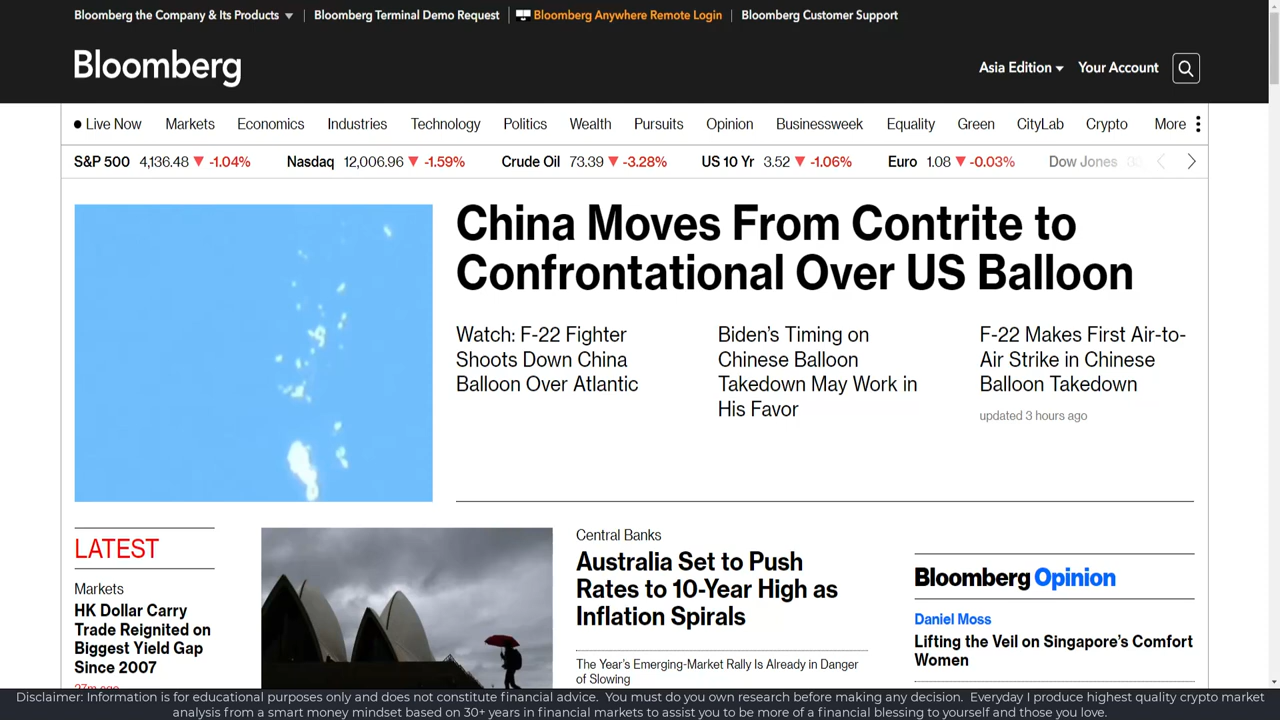 Bloomberg the Company & Its Products
Bloomberg Terminal Demo Request
Bloomberg Anywhere Remote Login
Bloomberg Customer Support
Bloomberg
Asia Edition
Your Account
Live Now
Markets
Economics
Industries
Technology
Politics
Wealth
Pursuits
Opinion
Businessweek
Equality
Green
CityLab
Crypto
More
S&P 500 4,136.48 ▼ -1.04%
Nasdaq 12,006.96 ▼ -1.59%
Crude Oil 73.39 ▼ -3.28%
US 10 Yr 3.52 ▼ -1.06%
Euro 1.08 ▼ -0.03%
Dow Jones
China Moves From Contrite to
Confrontational Over US Balloon
Watch: F-22 Fighter
Shoots Down China
Balloon Over Atlantic
Biden's Timing on
Chinese Balloon
Takedown May Work in
His Favor
F-22 Makes First Air-to-
Air Strike in Chinese
Balloon Takedown
updated 3 hours ago
LATEST
Markets
HK Dollar Carry
Trade Reignited on
Biggest Yield Gap
Since 2007
Central Banks
Australia Set to Push
Rates to 10-Year High as
Inflation Spirals
The Year's Emerging-Market Rally Is Already in Danger
of Slowing
Bloomberg Opinion
Daniel Moss
Lifting the Veil on Singapore's Comfort
Women
Disclaimer: Information is for educational purposes only and does not constitute financial advice. You must do you own research before making any decision. Everyday I produce highest quality crypto market
analysis from a smart money mindset based on 30+ years in financial markets to assist you to be more of a financial blessing to yourself and those you love.